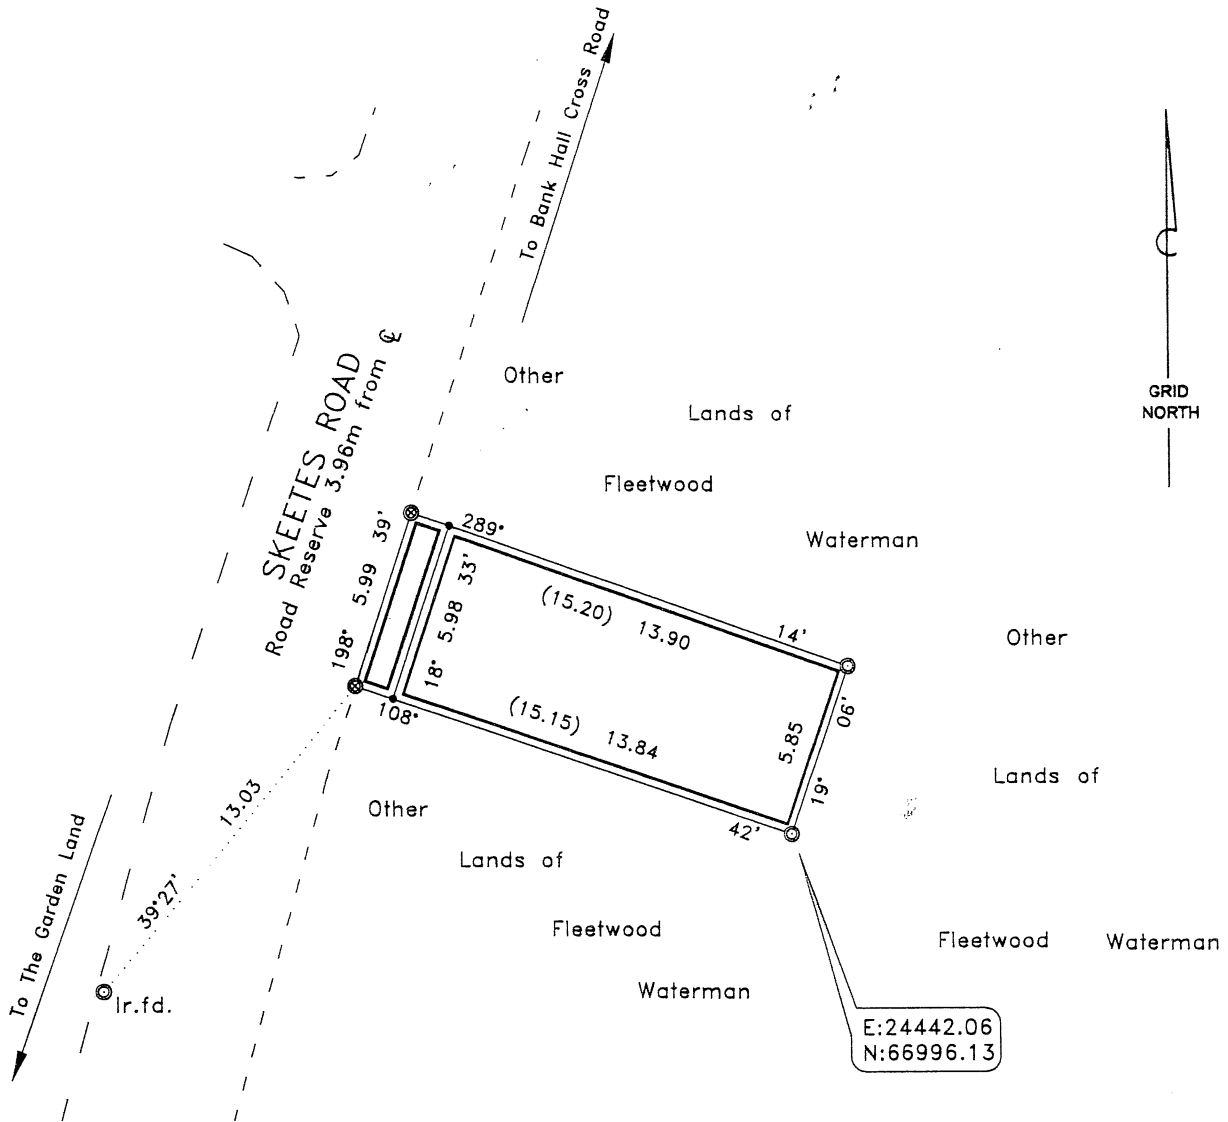 To Bank Hall Cross Road
GRID
NORTH
SKEETES ROAD
Road Reserve 3.96m from ℄
Other
Lands of
Fleetwood
Waterman
289°
14'
39'
5.99
198°
33'
5.98
18°
(15.20) 13.90
(15.15) 13.84
108°
42'
5.85
06'
19°
Other
Lands of
Fleetwood Waterman
Other
Lands of
Fleetwood
Waterman
13.03
39°27'
Ir.fd.
To The Garden Land
E:24442.06
N:66996.13